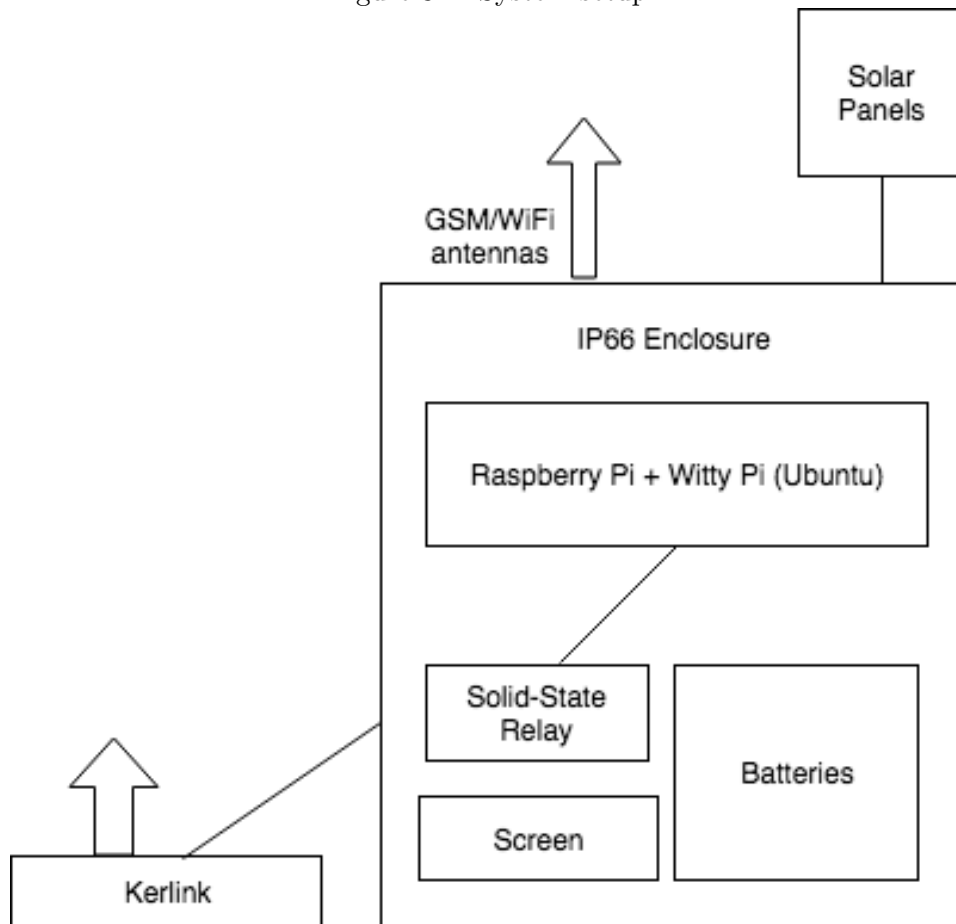 Solar
Panels
GSM/WiFi
antennas
IP66 Enclosure
Raspberry Pi + Witty Pi (Ubuntu)
Solid-State
Relay
Batteries
Screen
Kerlink